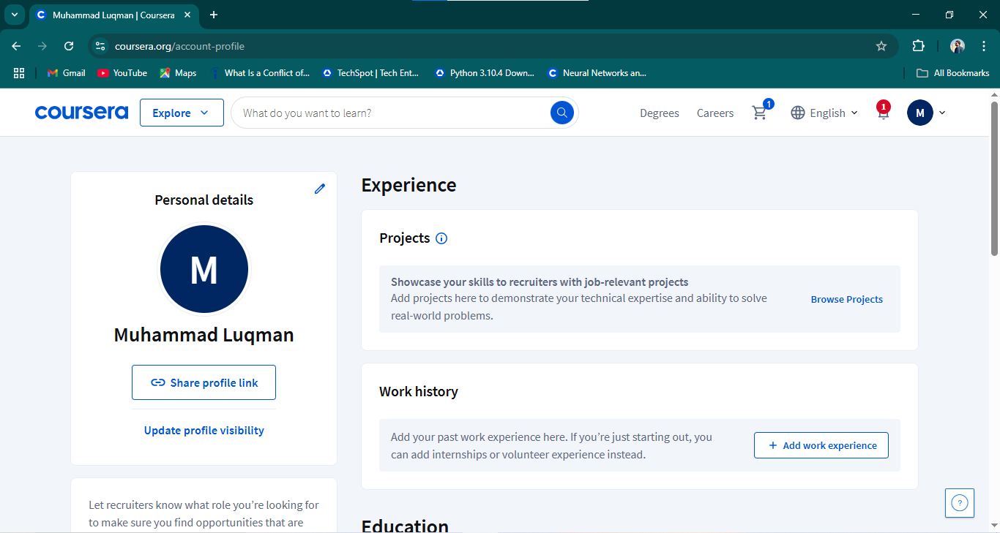 Muhammad Luqman | Coursera
coursera.org/account-profile
Gmail
YouTube
Maps
What Is a Conflict of...
TechSpot | Tech Ent...
Python 3.10.4 Down...
Neural Networks an...
All Bookmarks
coursera
Explore
What do you want to learn?
Degrees
Careers
1
English
1
M
Personal details
M
Muhammad Luqman
Share profile link
Update profile visibility
Let recruiters know what role you’re looking for
to make sure you find opportunities that are
Experience
Projects
Showcase your skills to recruiters with job-relevant projects
Add projects here to demonstrate your technical expertise and ability to solve
real-world problems.
Browse Projects
Work history
Add your past work experience here. If you’re just starting out, you
can add internships or volunteer experience instead.
+ Add work experience
Education
?